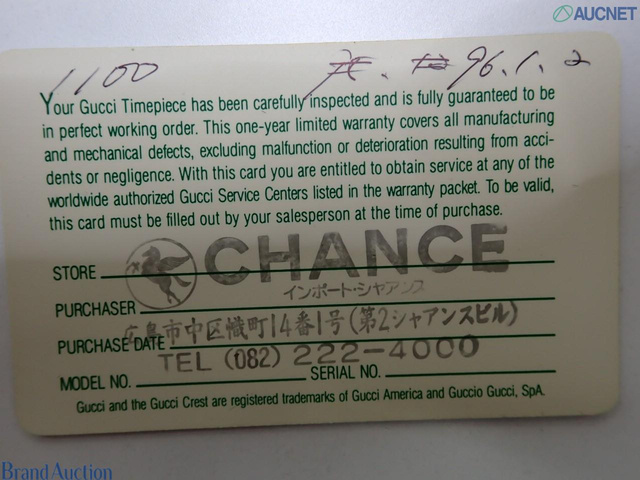 AUCNET
1100 96.1.2
Your Gucci Timepiece has been carefully inspected and is fully guaranteed to be
in perfect working order. This one-year limited warranty covers all manufacturing
and mechanical defects, excluding malfunction or deterioration resulting from acci-
dents or negligence. With this card you are entitled to obtain service at any of the
worldwide authorized Gucci Service Centers listed in the warranty packet. To be valid,
this card must be filled out by your salesperson at the time of purchase.
CHANCE
STORE
インポート・シャアンス
PURCHASER
広島市中区幟町14番1号(第2シャアンスビル)
PURCHASE DATE
TEL (082) 222-4000
MODEL NO. SERIAL NO.
Gucci and the Gucci Crest are registered trademarks of Gucci America and Guccio Gucci, SpA.
Brand Auction